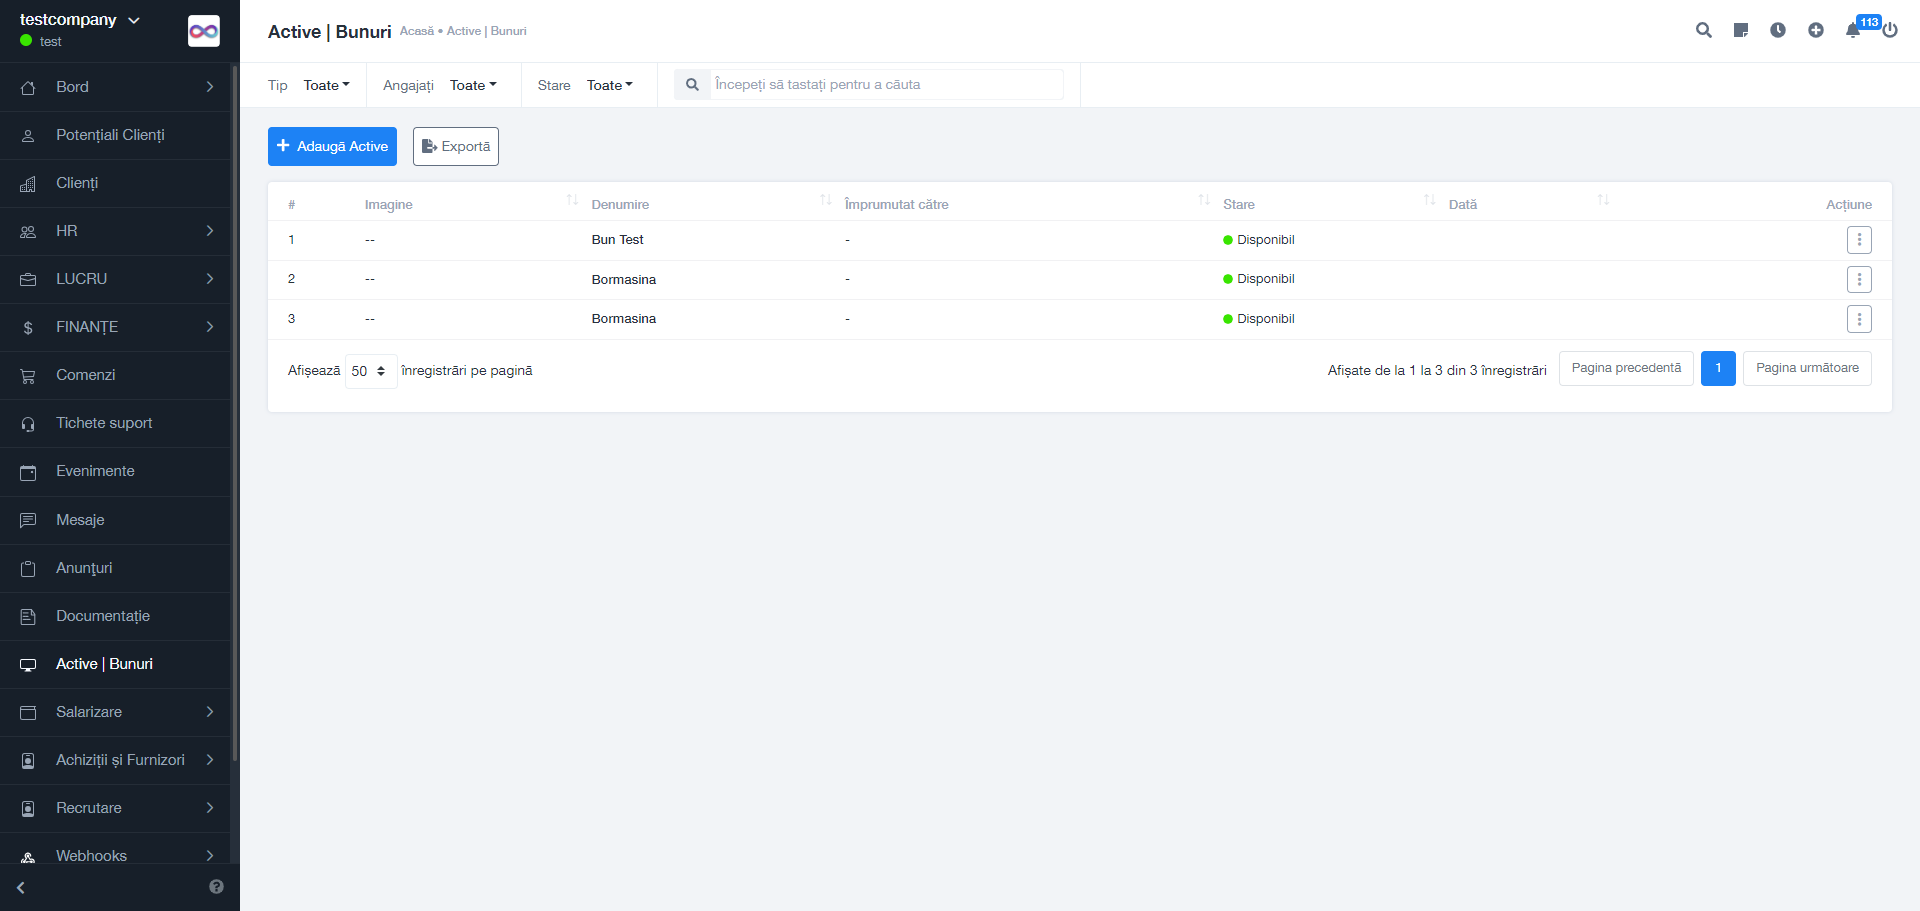 testcompany
test
Active | Bunuri
Acasă • Active | Bunuri
113
Tip Toate
Angajați Toate
Stare Toate
Începeți să tastați pentru a căuta
Bord
Potențiali Clienți
Clienți
HR
LUCRU
FINANȚE
Comenzi
Tichete suport
Evenimente
Mesaje
Anunțuri
Documentație
Active | Bunuri
Salarizare
Achiziții și Furnizori
Recrutare
Webhooks
Adaugă Active
Exportă
# Imagine Denumire Împrumutat către Stare Dată Acțiune
1 -- Bun Test - Disponibil
2 -- Bormasina - Disponibil
3 -- Bormasina - Disponibil
Afișează 50 înregistrări pe pagină
Afișate de la 1 la 3 din 3 înregistrări
Pagina precedentă 1 Pagina următoare